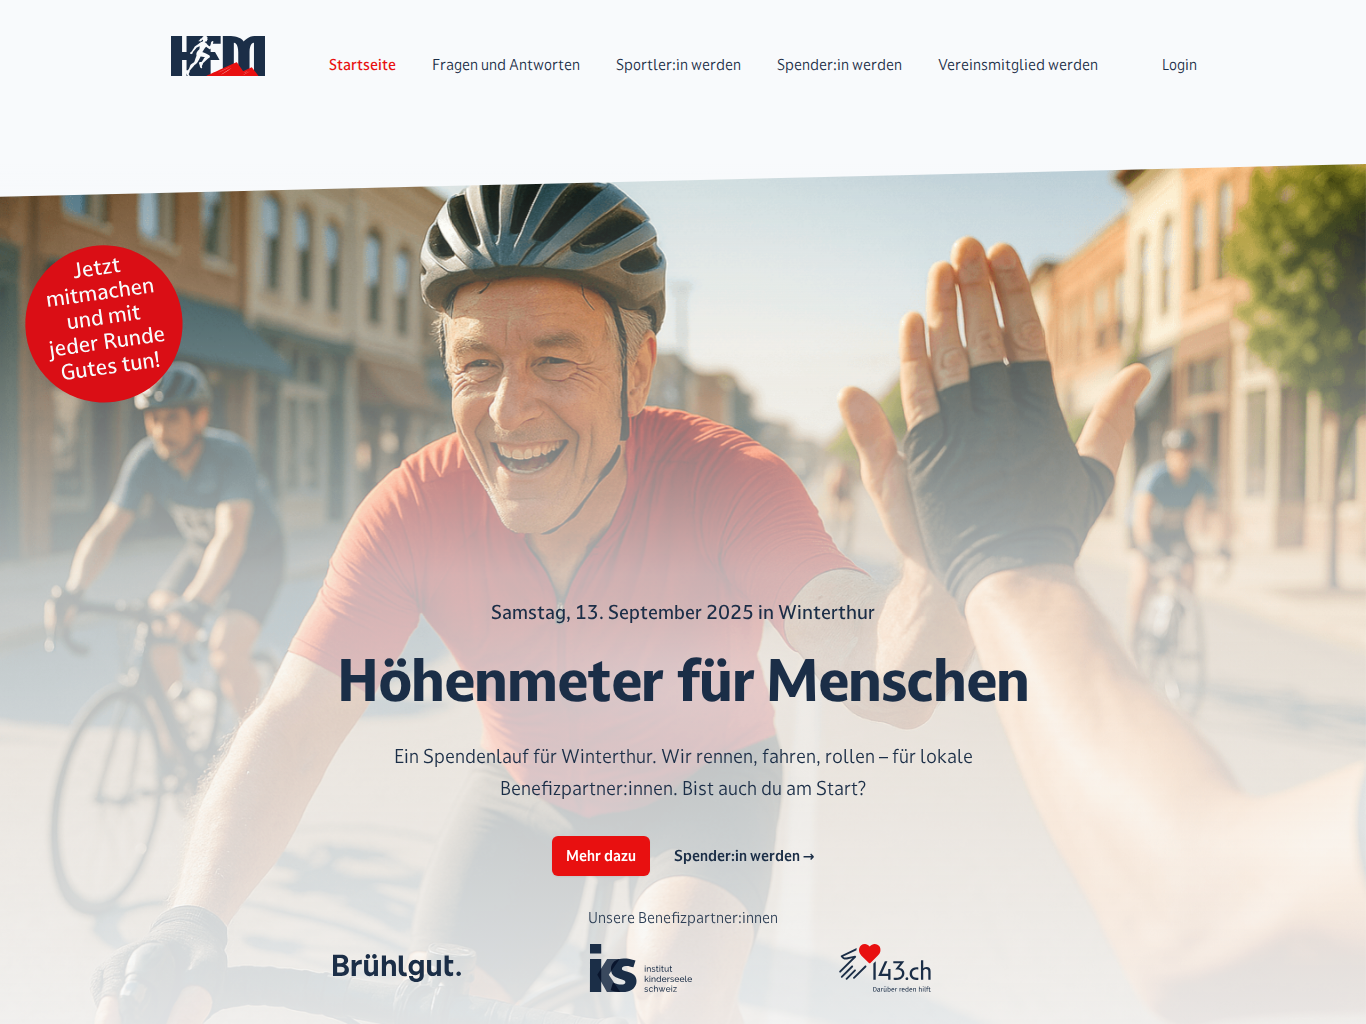 HFM
Startseite
Fragen und Antworten
Sportler:in werden
Spender:in werden
Vereinsmitglied werden
Login
Jetzt
mitmachen
und mit
jeder Runde
Gutes tun!
Samstag, 13. September 2025 in Winterthur
Höhenmeter für Menschen
Ein Spendenlauf für Winterthur. Wir rennen, fahren, rollen – für lokale
Benefizpartner:innen. Bist auch du am Start?
Mehr dazu
Spender:in werden →
Unsere Benefizpartner:innen
Brühlgut.
iks
institut
kinderseele
schweiz
143.ch
Darüber reden hilft